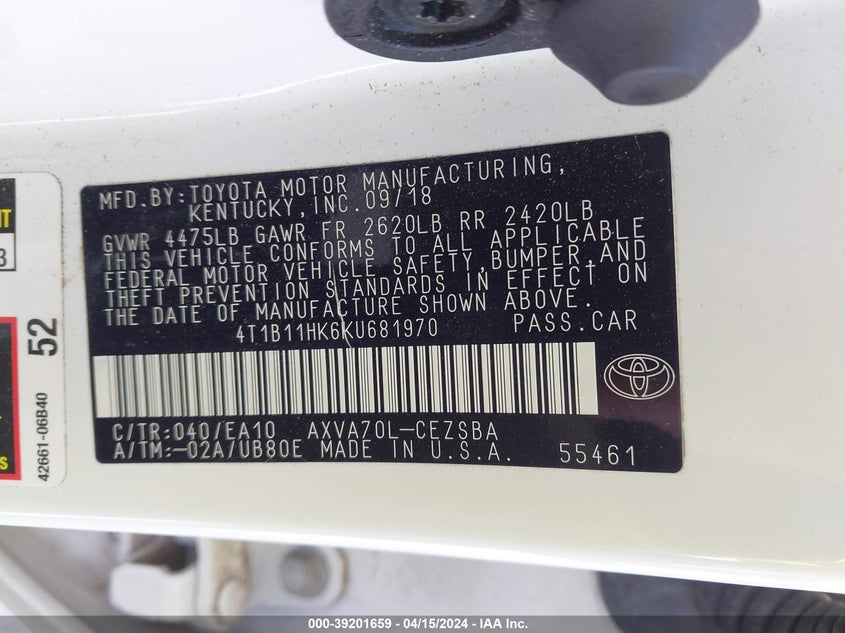 MFD.BY:TOYOTA MOTOR MANUFACTURING,
KENTUCKY,INC.09/18
GVWR 4475LB GAWR FR 2620LB RR 2420LB
THIS VEHICLE CONFORMS TO ALL APPLICABLE
FEDERAL MOTOR VEHICLE SAFETY,BUMPER,AND
THEFT PREVENTION STANDARDS IN EFFECT ON
THE DATE OF MANUFACTURE SHOWN ABOVE.
4T1B11HK6KU681970 PASS.CAR
C/TR:040/EA10 AXVA70L-CEZSBA
A/TM:-02A/UB80E MADE IN U.S.A. 55461
3
52
42661-06B40
000-39201659 - 04/15/2024 - IAA Inc.